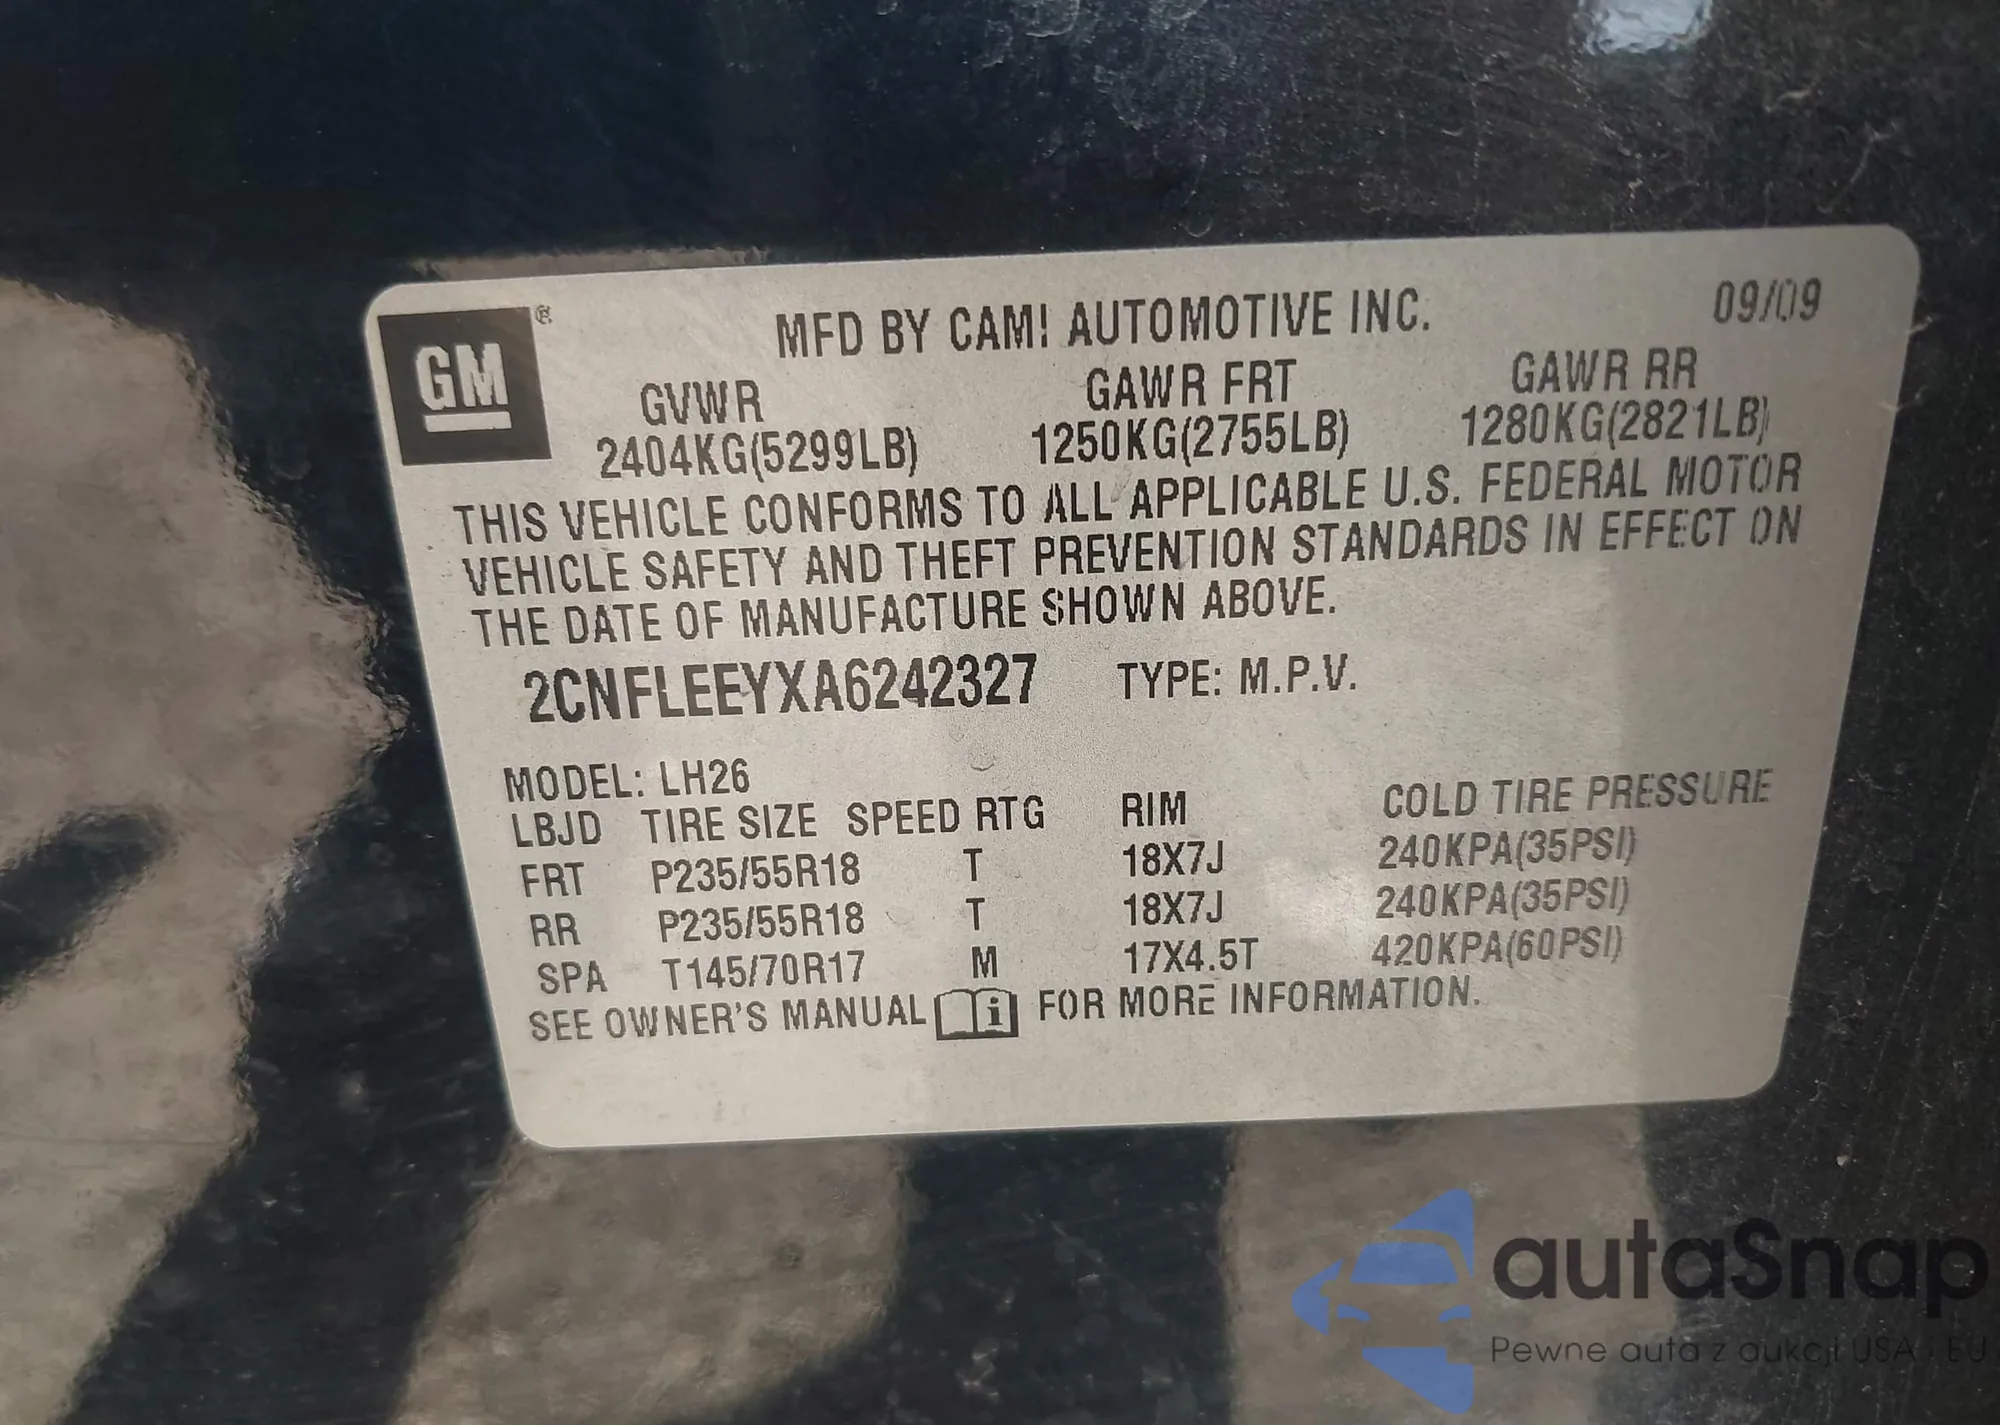 GM ®
MFD BY CAMI AUTOMOTIVE INC. 09/09
GVWR GAWR FRT GAWR RR
2404KG(5299LB) 1250KG(2755LB) 1280KG(2821LB)
THIS VEHICLE CONFORMS TO ALL APPLICABLE U.S. FEDERAL MOTOR
VEHICLE SAFETY AND THEFT PREVENTION STANDARDS IN EFFECT ON
THE DATE OF MANUFACTURE SHOWN ABOVE.
2CNFLEEYXA6242327 TYPE: M.P.V.
MODEL: LH26
LBJD TIRE SIZE SPEED RTG RIM COLD TIRE PRESSURE
FRT P235/55R18 T 18X7J 240KPA(35PSI)
RR P235/55R18 T 18X7J 240KPA(35PSI)
SPA T145/70R17 M 17X4.5T 420KPA(60PSI)
SEE OWNER'S MANUAL i FOR MORE INFORMATION.
autaSnap
Pewne auta z aukcji USA i EU